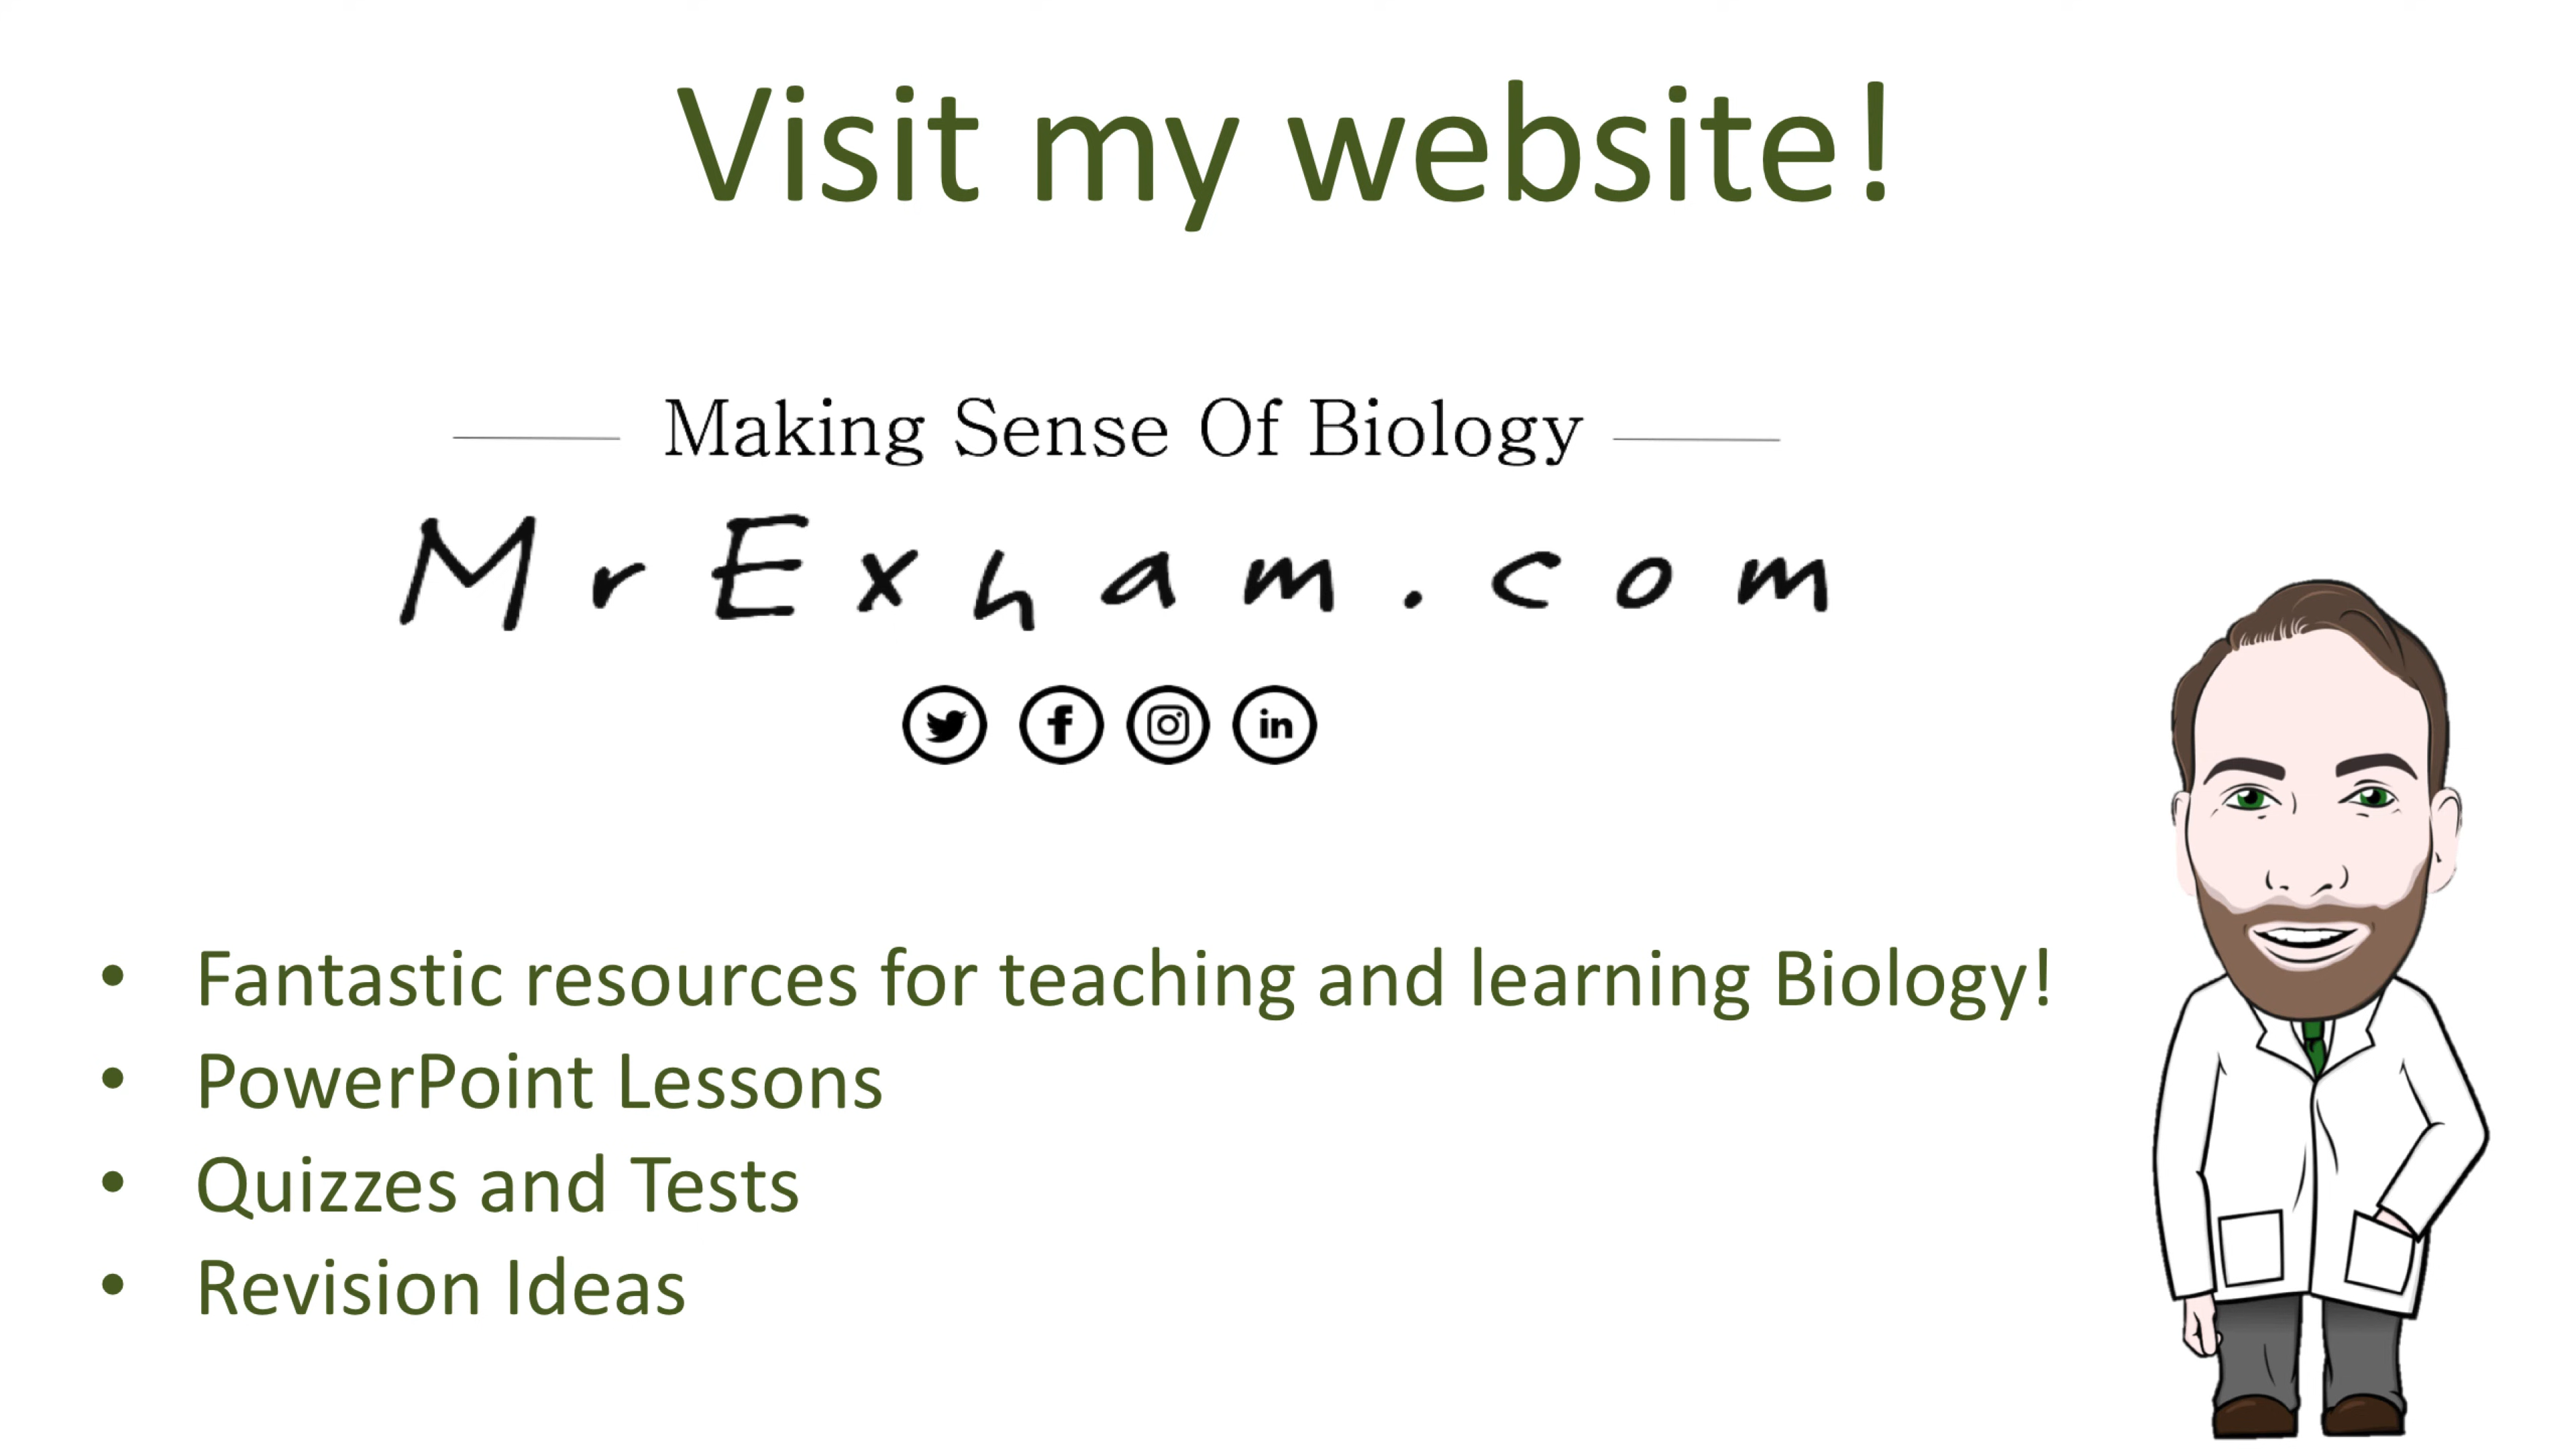 Visit my website!
Making Sense Of Biology
MrExham.com
in
• Fantastic resources for teaching and learning Biology!
• PowerPoint Lessons
• Quizzes and Tests
• Revision Ideas